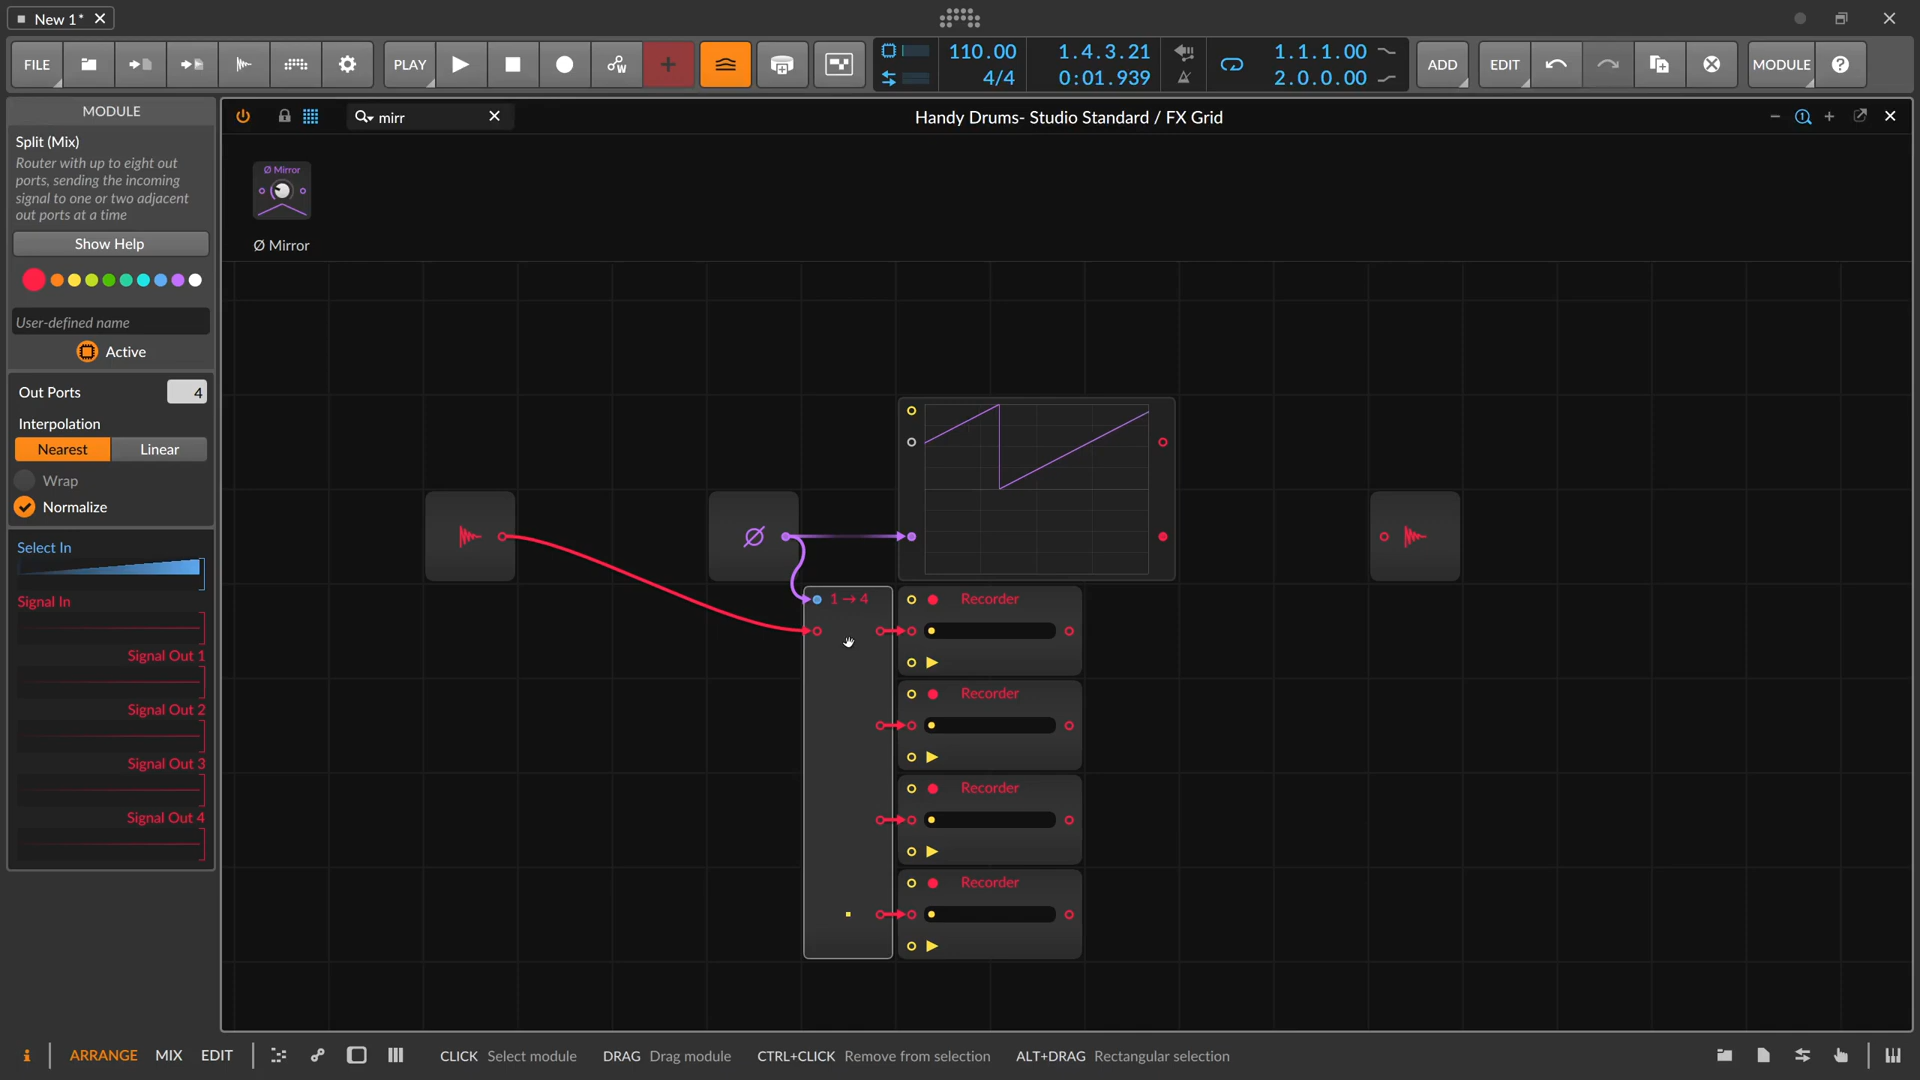 New 1*
FILE
PLAY
110.00
4/4
1.4.3.21
0:01.939
1.1.1.00
2.0.0.00
ADD
EDIT
MODULE
MODULE
Split (Mix)
Router with up to eight out
ports, sending the incoming
signal to one or two adjacent
out ports at a time
Show Help
User-defined name
Active
Out Ports 4
Interpolation
Nearest Linear
Wrap
Normalize
Select In
Signal In
Signal Out 1
Signal Out 2
Signal Out 3
Signal Out 4
mirr
Handy Drums- Studio Standard / FX Grid
Ø Mirror
Ø Mirror
Ø
1 → 4
Recorder
Recorder
Recorder
Recorder
i ARRANGE MIX EDIT
CLICK Select module DRAG Drag module CTRL+CLICK Remove from selection ALT+DRAG Rectangular selection